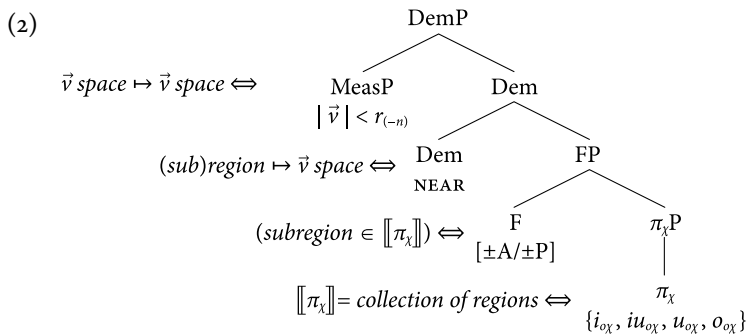 (2) DemP
v⃗ space ↦ v⃗ space ⇔ MeasP Dem
| v⃗ | < r₍₋ₙ₎
(sub)region ↦ v⃗ space ⇔ Dem FP
NEAR
(subregion ∈ ⟦πᵪ⟧) ⇔ F πᵪP
[±A/±P]
⟦πᵪ⟧= collection of regions ⇔ πᵪ
{iₒᵪ, iuₒᵪ, uₒᵪ, oₒᵪ}